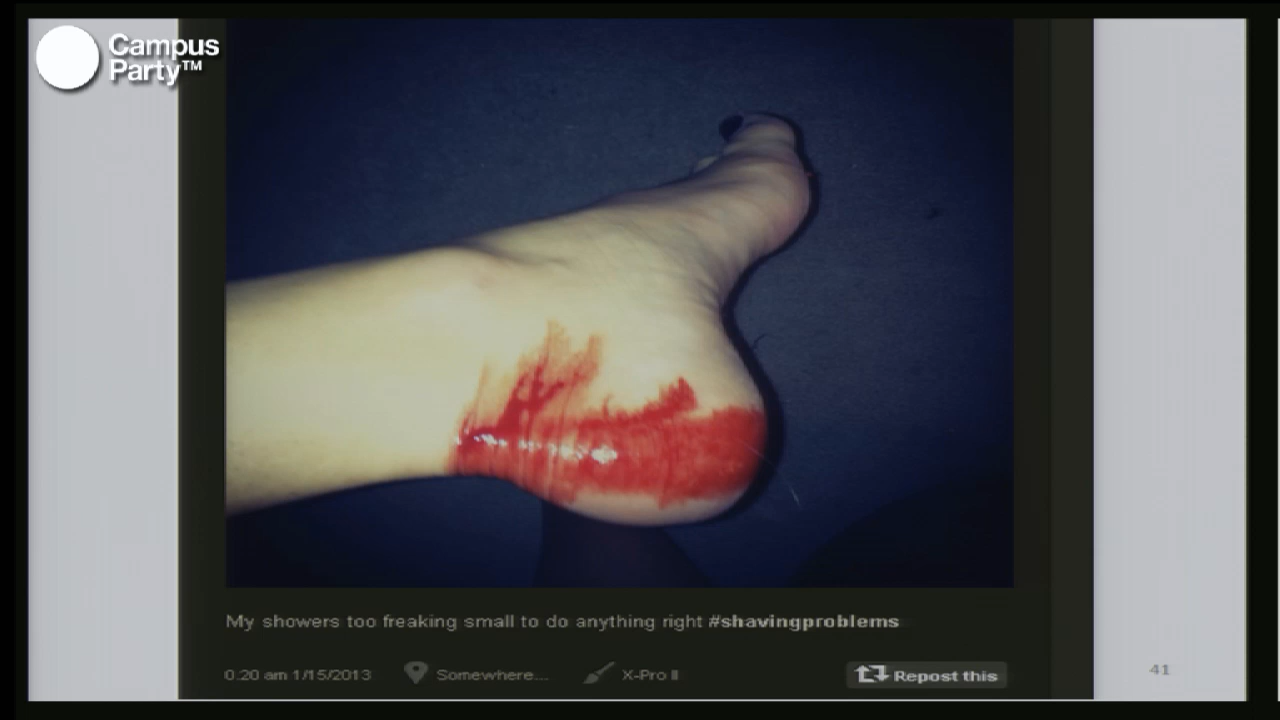 Campus
Party™
My showers too freaking small to do anything right #shavingproblems
0:20 am 1/15/2013
Somewhere...
X-Pro II
Repost this
41